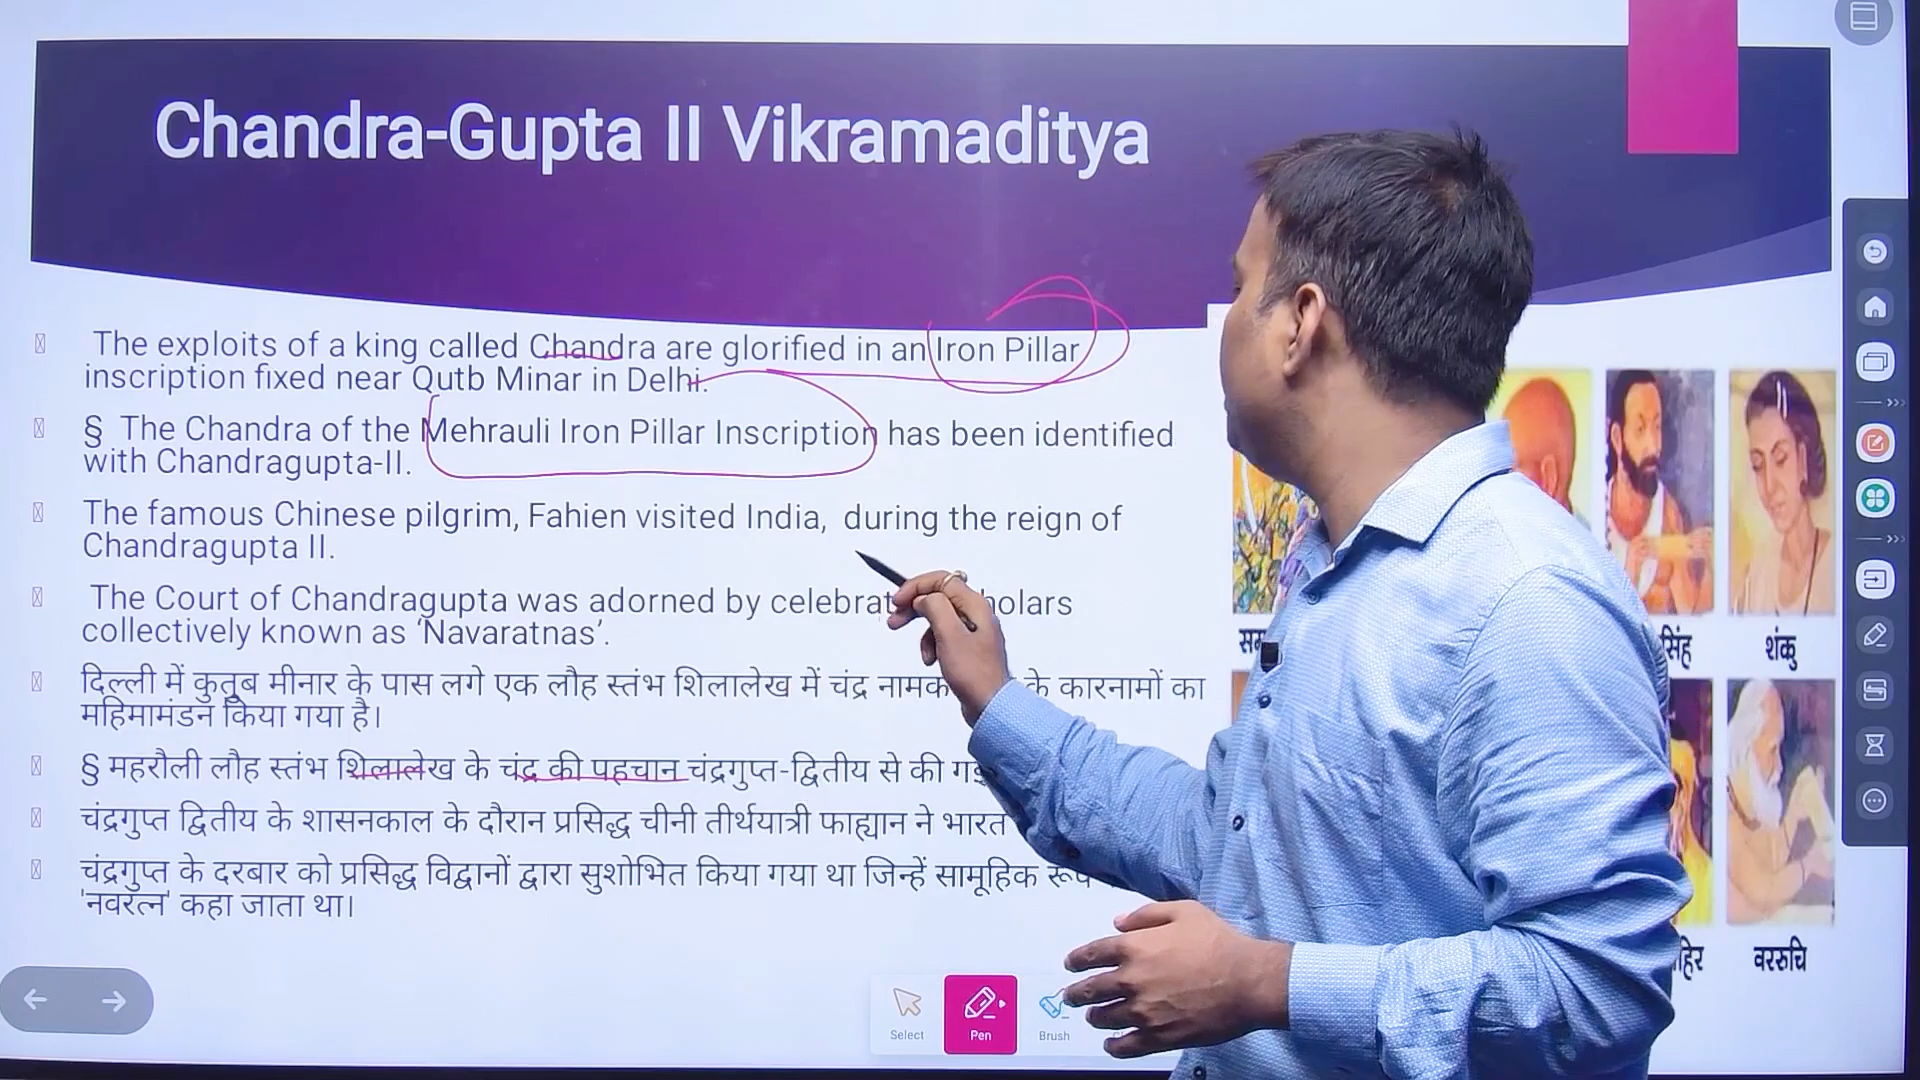 Chandra-Gupta II Vikramaditya
The exploits of a king called Chandra are glorified in an Iron Pillar
inscription fixed near Qutb Minar in Delhi.
§ The Chandra of the Mehrauli Iron Pillar Inscription has been identified
with Chandragupta-II.
The famous Chinese pilgrim, Fahien visited India, during the reign of
Chandragupta II.
The Court of Chandragupta was adorned by
collectively known as ‘Navaratnas’.
दिल्ली में कुतुब मीनार के पास लगे एक लौह स्तंभ शिलालेख में चंद्र नामक के कारनामों का
महिमामंडन किया गया है।
§ महरौली लौह स्तंभ शिलालेख के चंद्र की पहचान चंद्रगुप्त-द्वितीय से की
चंद्रगुप्त द्वितीय के शासनकाल के दौरान प्रसिद्ध चीनी तीर्थयात्री फाह्यान ने भारत
चंद्रगुप्त के दरबार को प्रसिद्ध विद्वानों द्वारा सुशोभित किया गया था जिन्हें सामूहिक
'नवरत्न' कहा जाता था।
शंकु
वररुचि
Select
Pen
Brush